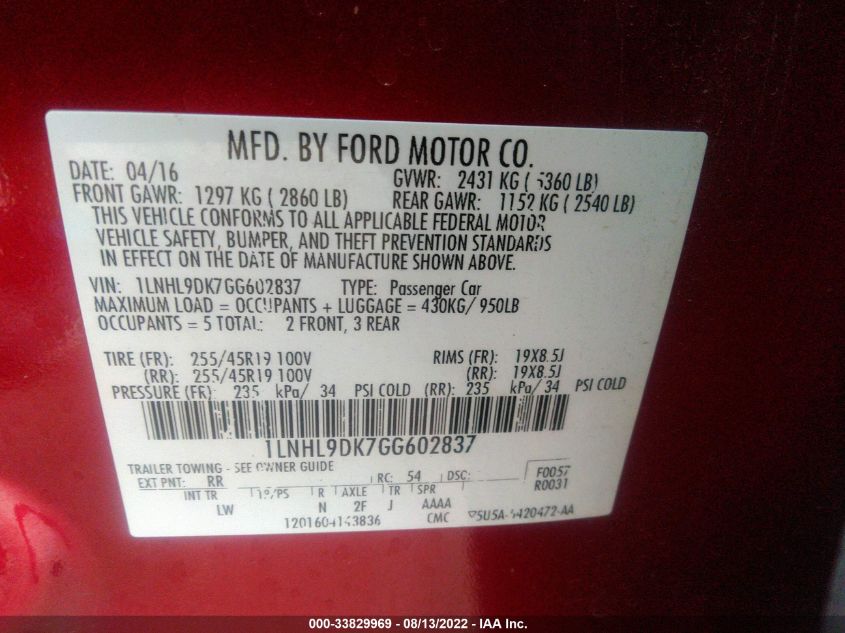 MFD. BY FORD MOTOR CO.
DATE: 04/16 GVWR: 2431 KG ( 5360 LB)
FRONT GAWR: 1297 KG ( 2860 LB) REAR GAWR: 1152 KG ( 2540 LB)
THIS VEHICLE CONFORMS TO ALL APPLICABLE FEDERAL MOTOR
VEHICLE SAFETY, BUMPER, AND THEFT PREVENTION STANDARDS
IN EFFECT ON THE DATE OF MANUFACTURE SHOWN ABOVE.
VIN: 1LNHL9DK7GG602837 TYPE: Passenger Car
MAXIMUM LOAD = OCCUPANTS + LUGGAGE = 430KG/ 950LB
OCCUPANTS = 5 TOTAL: 2 FRONT, 3 REAR
TIRE (FR): 255/45R19 100V RIMS (FR): 19X8.5J
(RR): 255/45R19 100V (RR): 19X8.5J
PRESSURE (FR): 235 kPa/ 34 PSI COLD (RR): 235 kPa/ 34 PSI COLD
1LNHL9DK7GG602837
TRAILER TOWING - SEE OWNER GUIDE
EXT PNT: RR RC: 54 DSC: F0057
R0031
INT TR TP/PS R AXLE TR SPR
LW N 2F J AAAA
CMC
000-33829969 - 08/13/2022 - IAA Inc.